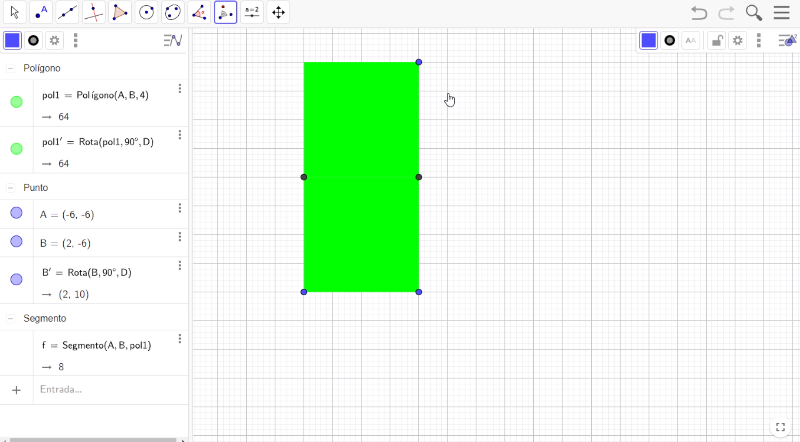 A
a=2
AA
Polígono
pol1 = Polígono(A, B, 4)
→ 64
pol1′ = Rota(pol1, 90°, D)
→ 64
Punto
A = (-6, -6)
B = (2, -6)
B′ = Rota(B, 90°, D)
→ (2, 10)
Segmento
f = Segmento(A, B, pol1)
→ 8
+ Entrada...